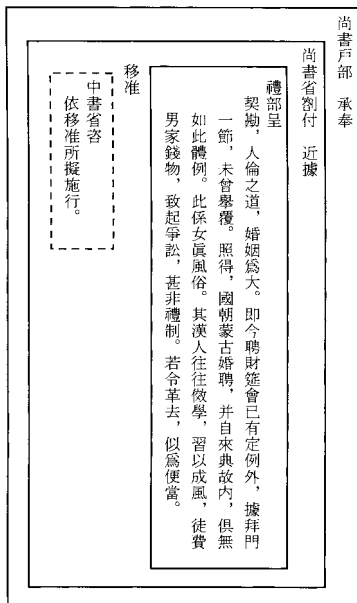 尚書戸部 承奉
尚書省劄付 近據
禮部呈
契勘，人倫之道，婚姻爲大。即今聘財筵會已有定例外，據拜門
一節，未曾擧覆。照得，國朝蒙古婚聘，并自來典故内，俱無
如此體例。此係女眞風俗。其漢人往往傚學，習以成風，徒費
男家錢物，致起爭訟，甚非禮制。若令革去，似爲便當。
移准
中書省咨
依移准所擬施行。